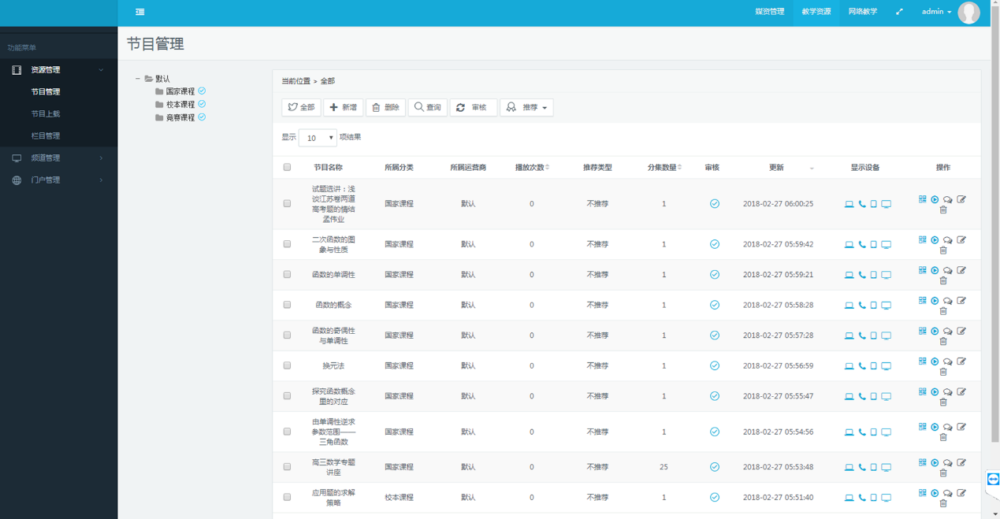 媒资管理 教学资源 网络教学 admin
功能菜单
资源管理
节目管理
节目上载
栏目管理
频道管理
门户管理
节目管理
默认
国家课程
校本课程
竞赛课程
当前位置 > 全部
全部 新增 删除 查询 审核 推荐
显示 10 项结果
节目名称 所属分类 所属运营商 播放次数 推荐类型 分集数量 审核 更新 显示设备 操作
试题选讲：浅
谈江苏卷两道
高考题的情结
孟伟业
国家课程 默认 0 不推荐 1 2018-02-27 06:00:25
二次函数的图
象与性质
国家课程 默认 0 不推荐 1 2018-02-27 05:59:42
函数的单调性 国家课程 默认 0 不推荐 1 2018-02-27 05:59:21
函数的概念 国家课程 默认 0 不推荐 1 2018-02-27 05:58:28
函数的奇偶性
与单调性
国家课程 默认 0 不推荐 1 2018-02-27 05:57:28
换元法 国家课程 默认 0 不推荐 1 2018-02-27 05:56:59
探究函数概念
里的对应
国家课程 默认 0 不推荐 1 2018-02-27 05:55:47
由单调性逆求
参数范围——
三角函数
国家课程 默认 0 不推荐 1 2018-02-27 05:54:56
高三数学专题
讲座
国家课程 默认 0 不推荐 25 2018-02-27 05:53:48
应用题的求解
策略
校本课程 默认 0 不推荐 1 2018-02-27 05:51:40